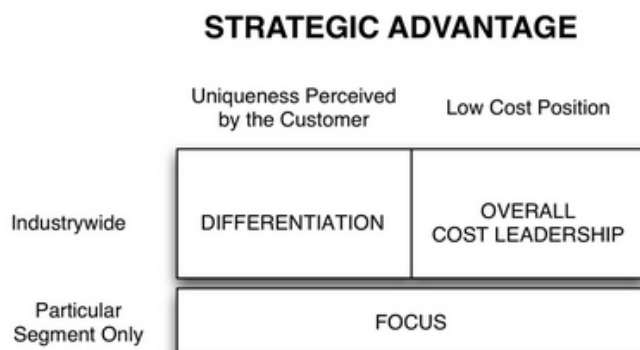 STRATEGIC ADVANTAGE
Uniqueness Perceived
by the Customer
Low Cost Position
Industrywide
DIFFERENTIATION
OVERALL
COST LEADERSHIP
Particular
Segment Only
FOCUS